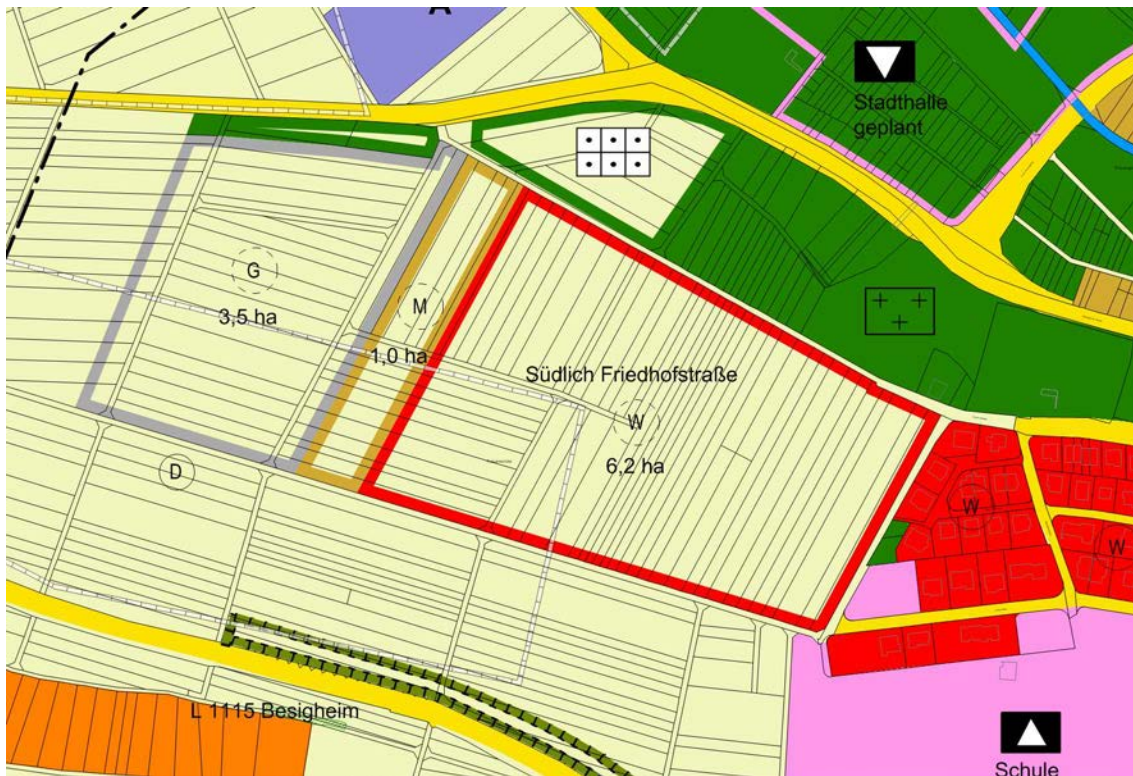 A
Stadthalle
geplant
G
3,5 ha
M
1,0 ha
Südlich Friedhofstraße
W
6,2 ha
D
W
W
L 1115 Besigheim
Schule